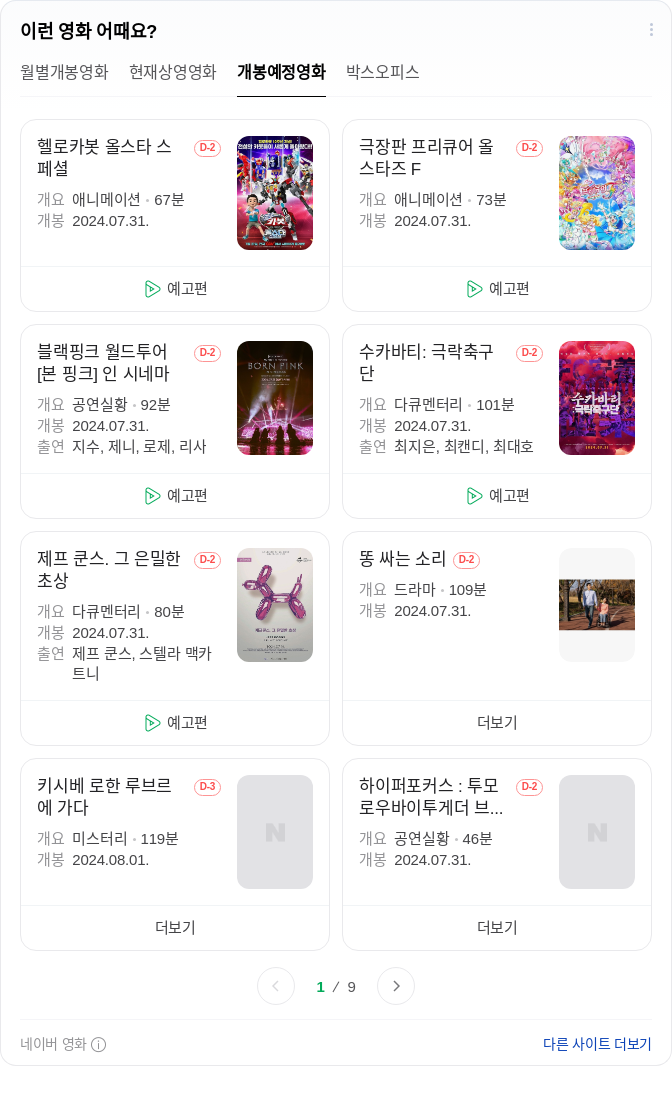 이런 영화 어때요?
월별개봉영화 현재상영영화 개봉예정영화 박스오피스
헬로카봇 올스타 스
페셜
D-2
개요 애니메이션 67분
개봉 2024.07.31.
예고편
극장판 프리큐어 올
스타즈 F
D-2
개요 애니메이션 73분
개봉 2024.07.31.
예고편
블랙핑크 월드투어
[본 핑크] 인 시네마
D-2
개요 공연실황 92분
개봉 2024.07.31.
출연 지수, 제니, 로제, 리사
BORN PINK
예고편
수카바티: 극락축구
단
D-2
개요 다큐멘터리 101분
개봉 2024.07.31.
출연 최지은, 최캔디, 최대호
수카바티
극락축구단
예고편
제프 쿤스. 그 은밀한
초상
D-2
개요 다큐멘터리 80분
개봉 2024.07.31.
출연 제프 쿤스, 스텔라 맥카
트니
제프 쿤스. 그 은밀한 초상
예고편
똥 싸는 소리 D-2
개요 드라마 109분
개봉 2024.07.31.
더보기
키시베 로한 루브르
에 가다
D-3
개요 미스터리 119분
개봉 2024.08.01.
N
더보기
하이퍼포커스 : 투모
로우바이투게더 브...
D-2
개요 공연실황 46분
개봉 2024.07.31.
N
더보기
1 / 9
네이버 영화
다른 사이트 더보기